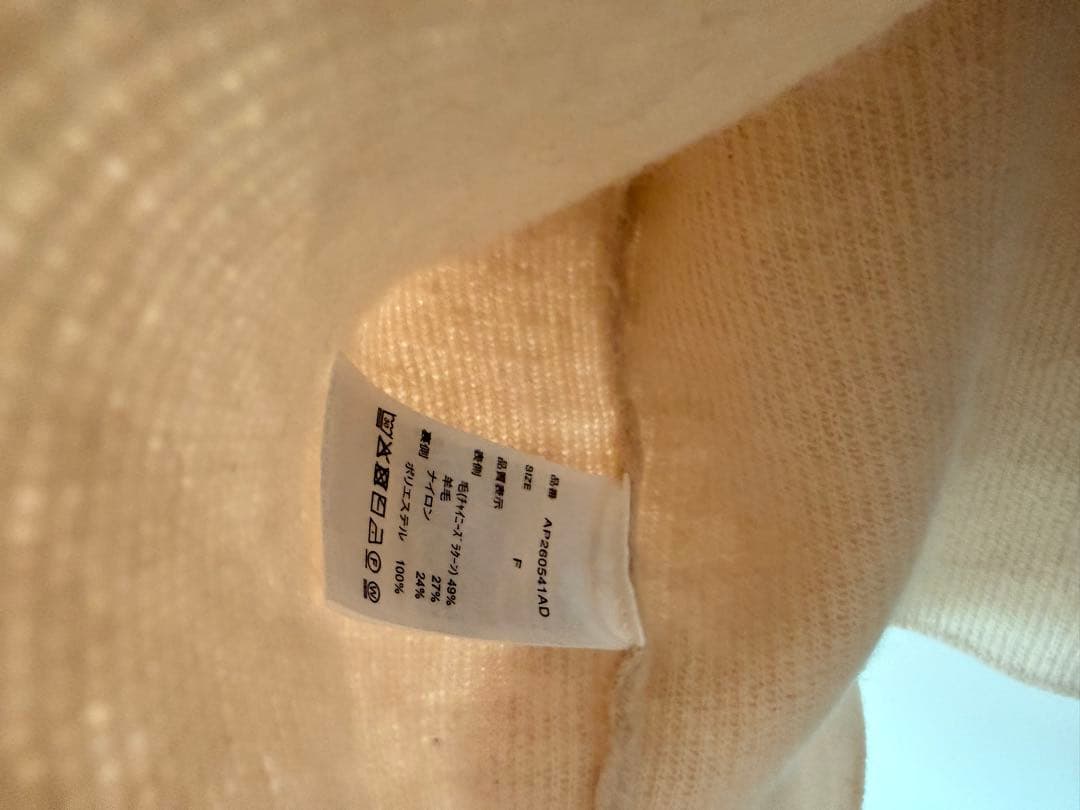 品番 AP260541AD
SIZE F
品質表示
表側
毛(チャイニーズ ラクーン) 49%
羊毛 27%
ナイロン 24%
裏側 ポリエステル 100%
30 F W